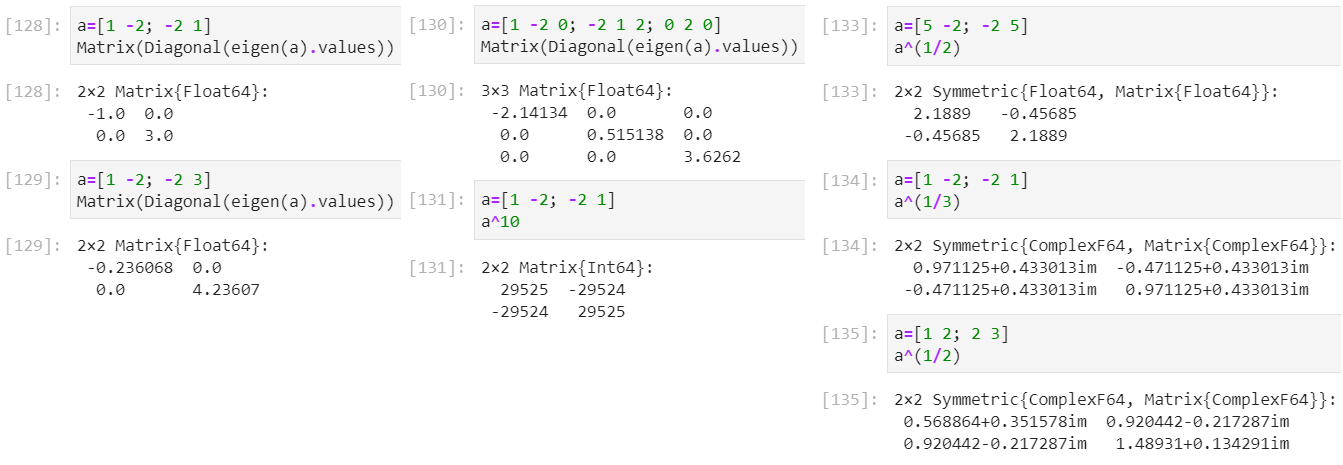 [128]: a=[1 -2; -2 1]
Matrix(Diagonal(eigen(a).values))
[128]: 2×2 Matrix{Float64}:
-1.0  0.0
0.0  3.0
[129]: a=[1 -2; -2 3]
Matrix(Diagonal(eigen(a).values))
[129]: 2×2 Matrix{Float64}:
-0.236068  0.0
0.0       4.23607
[130]: a=[1 -2 0; -2 1 2; 0 2 0]
Matrix(Diagonal(eigen(a).values))
[130]: 3×3 Matrix{Float64}:
-2.14134  0.0       0.0
0.0      0.515138  0.0
0.0      0.0       3.6262
[131]: a=[1 -2; -2 1]
a^10
[131]: 2×2 Matrix{Int64}:
29525  -29524
-29524   29525
[133]: a=[5 -2; -2 5]
a^(1/2)
[133]: 2×2 Symmetric{Float64, Matrix{Float64}}:
2.1889   -0.45685
-0.45685   2.1889
[134]: a=[1 -2; -2 1]
a^(1/3)
[134]: 2×2 Symmetric{ComplexF64, Matrix{ComplexF64}}:
0.971125+0.433013im  -0.471125+0.433013im
-0.471125+0.433013im   0.971125+0.433013im
[135]: a=[1 2; 2 3]
a^(1/2)
[135]: 2×2 Symmetric{ComplexF64, Matrix{ComplexF64}}:
0.568864+0.351578im  0.920442-0.217287im
0.920442-0.217287im   1.48931+0.134291im